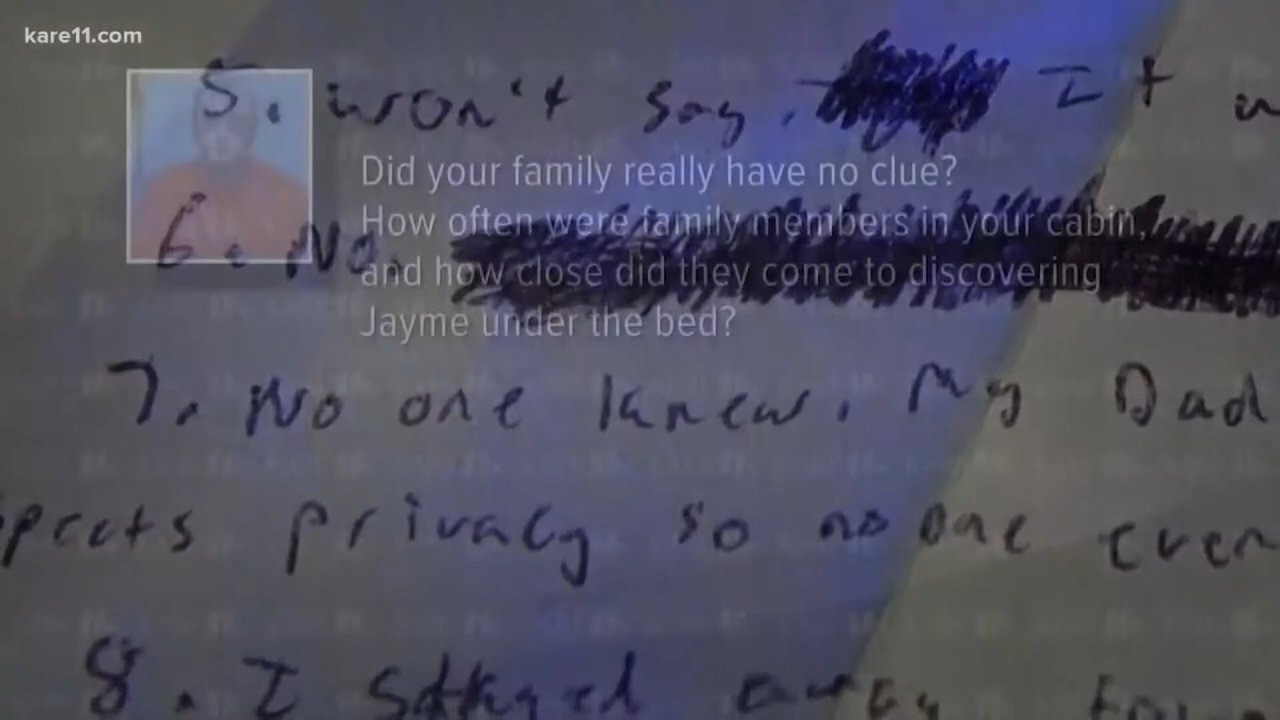 kare11.com
5. won't say. It
Did your family really have no clue?
How often were family members in your cabin,
6. No.
and how close did they come to discovering
Jayme under the bed?
7. No one knew. My Dad
privacy so no one
8. I stayed away